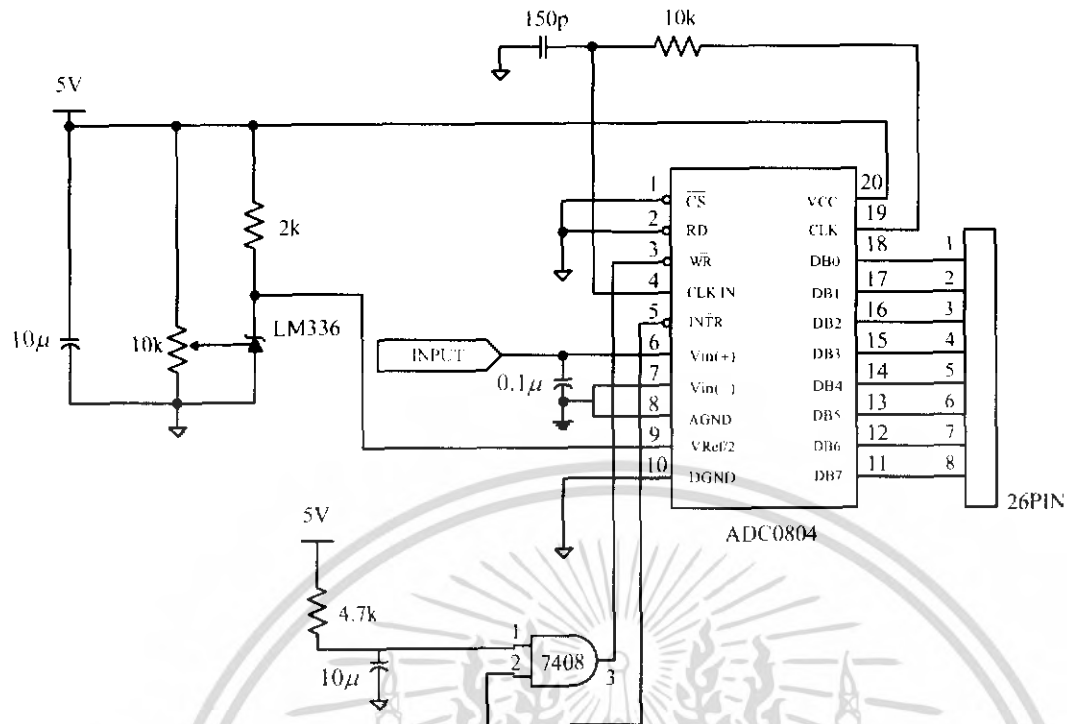 150p
10k
5V
2k
LM336
10μ
10k
INPUT
0.1μ
1
2
3
4
5
6
7
8
9
10
CS
RD
WR
CLK IN
INTR
Vin(+)
Vin(-)
AGND
VRef/2
DGND
VCC
CLK
DB0
DB1
DB2
DB3
DB4
DB5
DB6
DB7
20
19
18
17
16
15
14
13
12
11
1
2
3
4
5
6
7
8
26PIN
ADC0804
5V
4.7k
10μ
1
2
7408
3